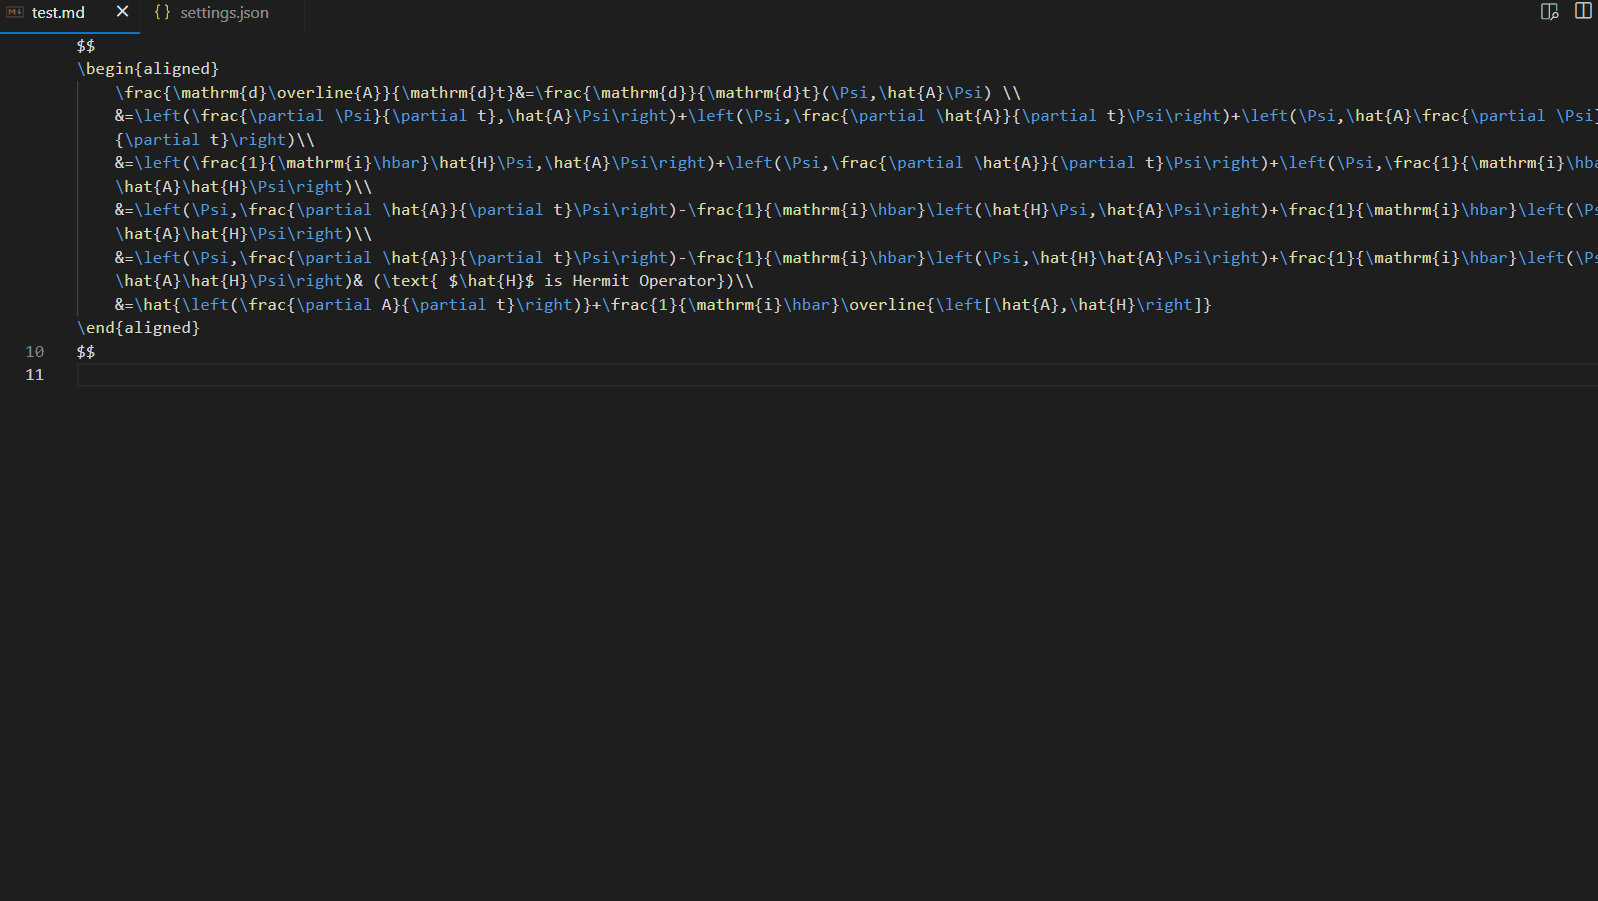 M↓ test.md × {} settings.json
$$
\begin{aligned}
\frac{\mathrm{d}\overline{A}}{\mathrm{d}t}&=\frac{\mathrm{d}}{\mathrm{d}t}(\Psi,\hat{A}\Psi) \\
&=\left(\frac{\partial \Psi}{\partial t},\hat{A}\Psi\right)+\left(\Psi,\frac{\partial \hat{A}}{\partial t}\Psi\right)+\left(\Psi,\hat{A}\frac{\partial \Psi}
{\partial t}\right)\\
&=\left(\frac{1}{\mathrm{i}\hbar}\hat{H}\Psi,\hat{A}\Psi\right)+\left(\Psi,\frac{\partial \hat{A}}{\partial t}\Psi\right)+\left(\Psi,\frac{1}{\mathrm{i}\hba
\hat{A}\hat{H}\Psi\right)\\
&=\left(\Psi,\frac{\partial \hat{A}}{\partial t}\Psi\right)-\frac{1}{\mathrm{i}\hbar}\left(\hat{H}\Psi,\hat{A}\Psi\right)+\frac{1}{\mathrm{i}\hbar}\left(\Ps
\hat{A}\hat{H}\Psi\right)\\
&=\left(\Psi,\frac{\partial \hat{A}}{\partial t}\Psi\right)-\frac{1}{\mathrm{i}\hbar}\left(\Psi,\hat{H}\hat{A}\Psi\right)+\frac{1}{\mathrm{i}\hbar}\left(\Ps
\hat{A}\hat{H}\Psi\right)& (\text{ $\hat{H}$ is Hermit Operator})\\
&=\hat{\left(\frac{\partial A}{\partial t}\right)}+\frac{1}{\mathrm{i}\hbar}\overline{\left[\hat{A},\hat{H}\right]}
\end{aligned}
10 $$
11